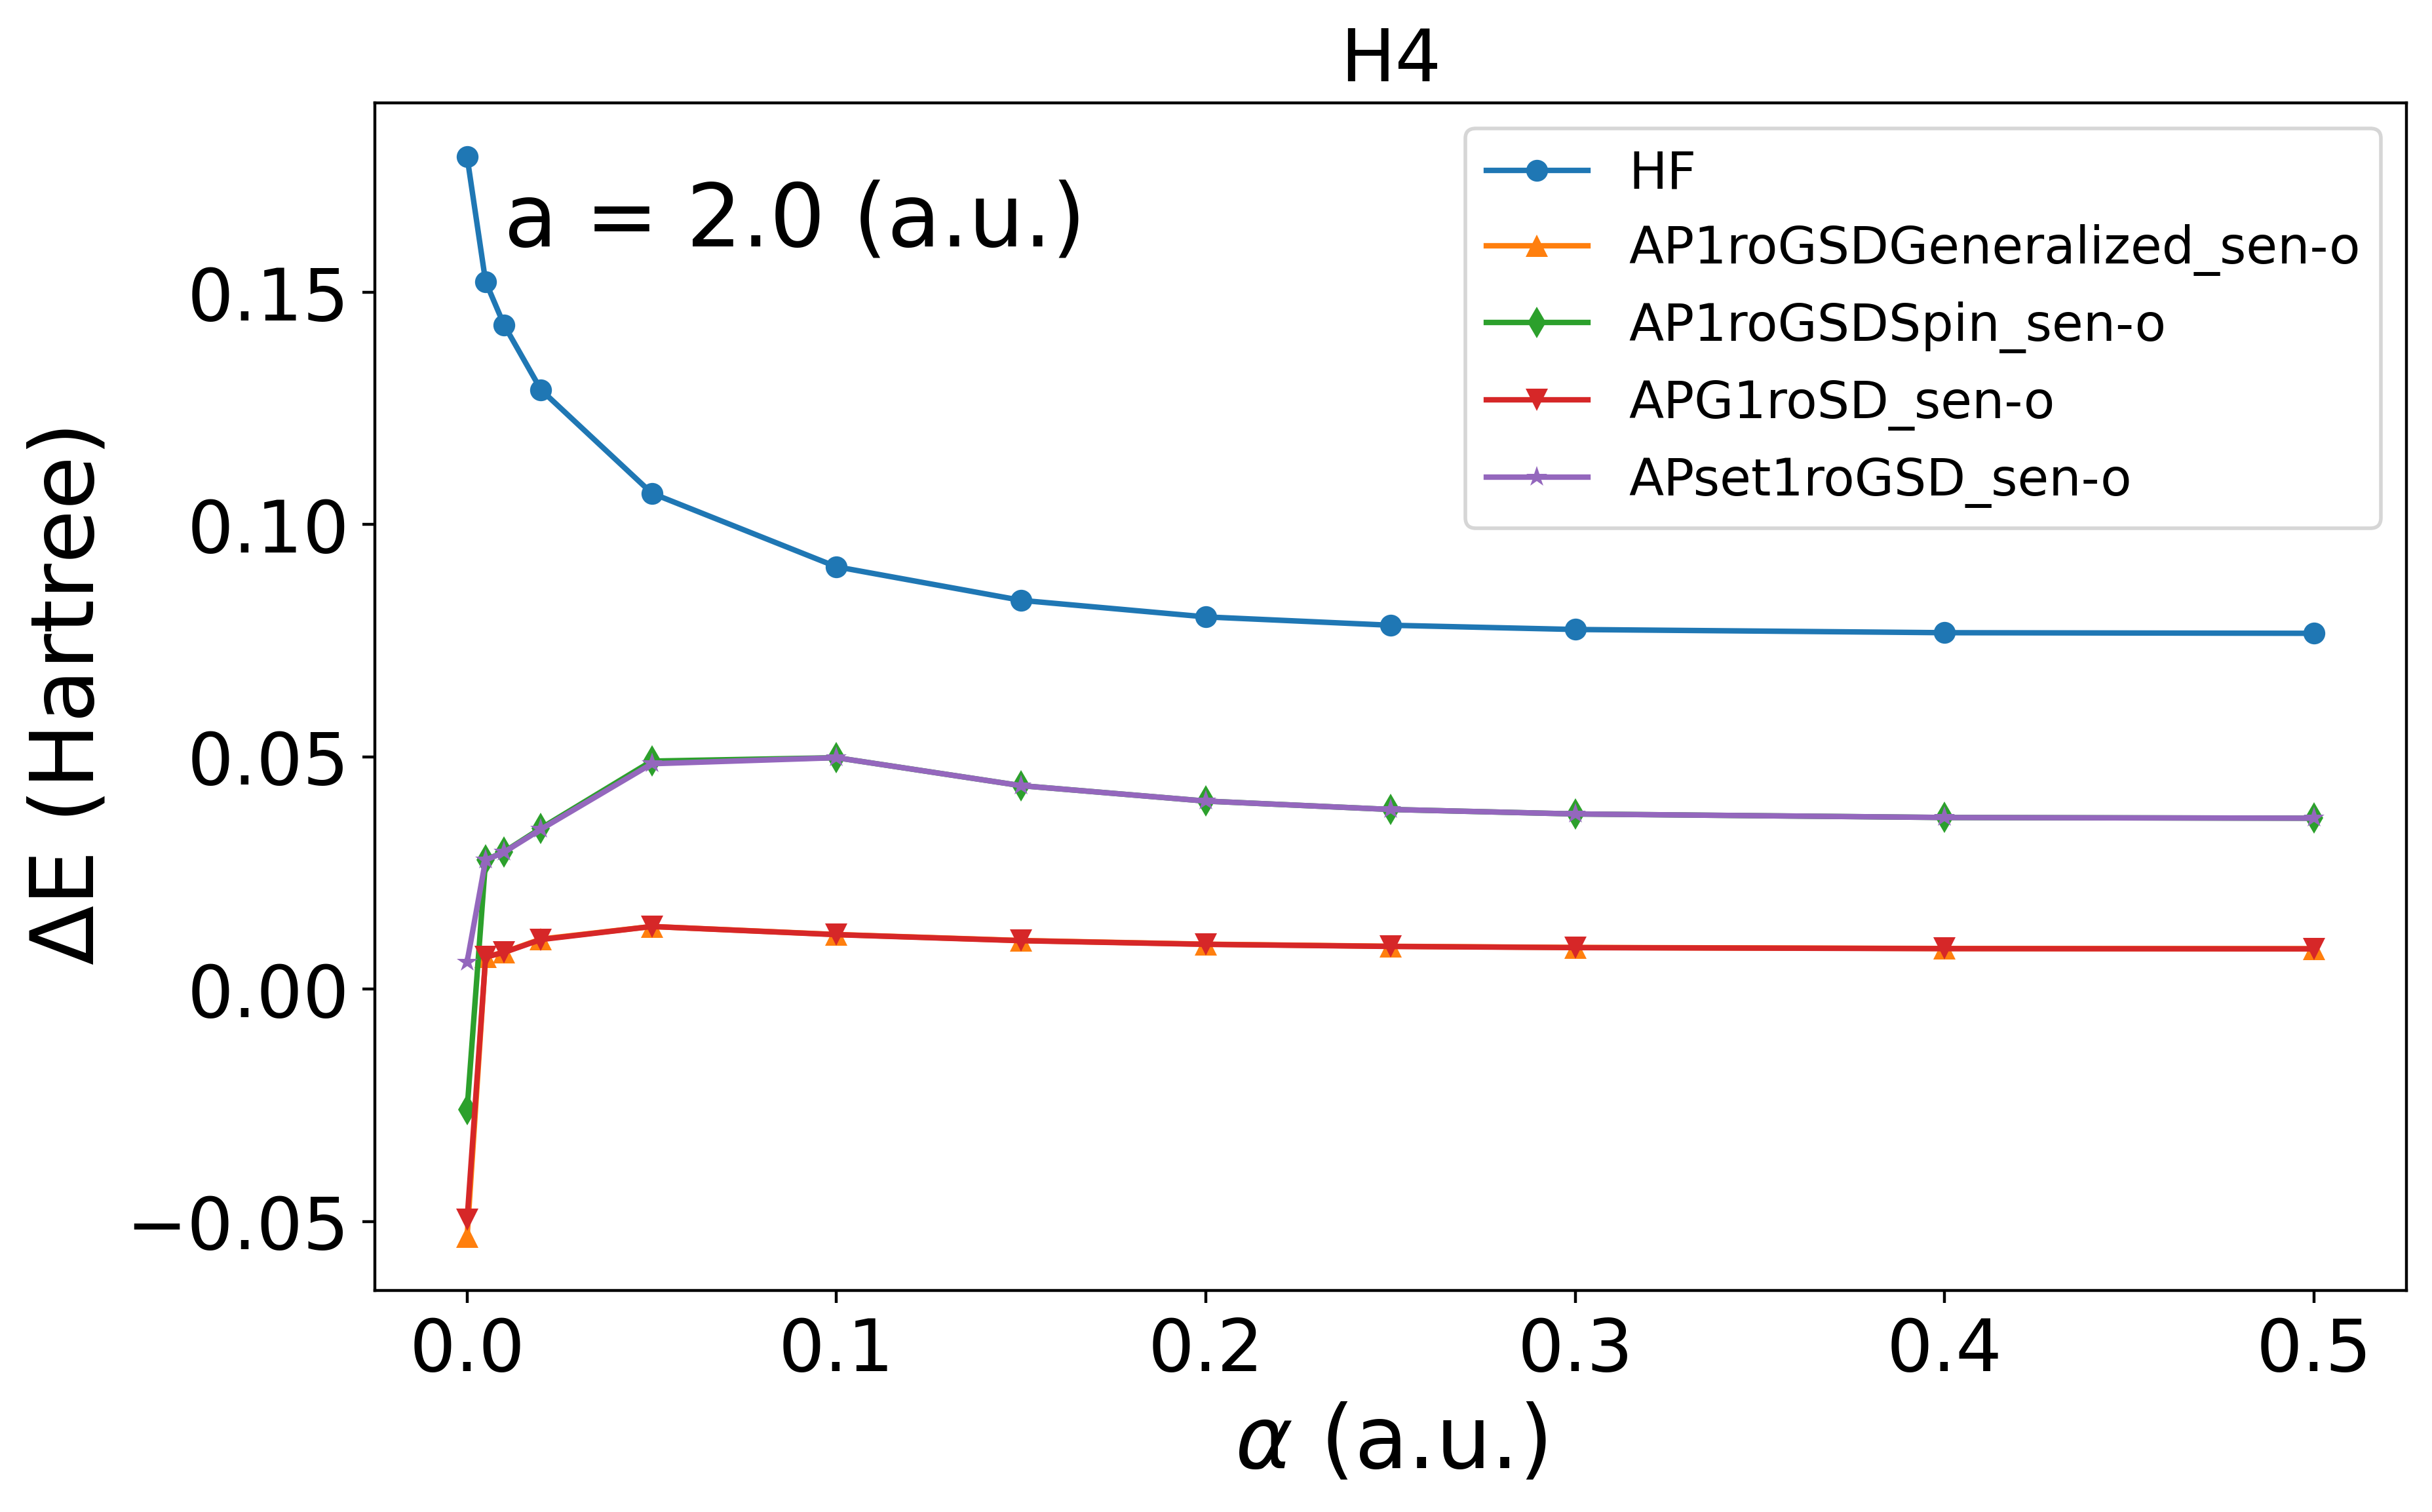 H4
a = 2.0 (a.u.)
HF
AP1roGSDGeneralized_sen-o
AP1roGSDSpin_sen-o
APG1roSD_sen-o
APset1roGSD_sen-o
ΔE (Hartree)
0.15
0.10
0.05
0.00
−0.05
0.0 0.1 0.2 0.3 0.4 0.5
α (a.u.)